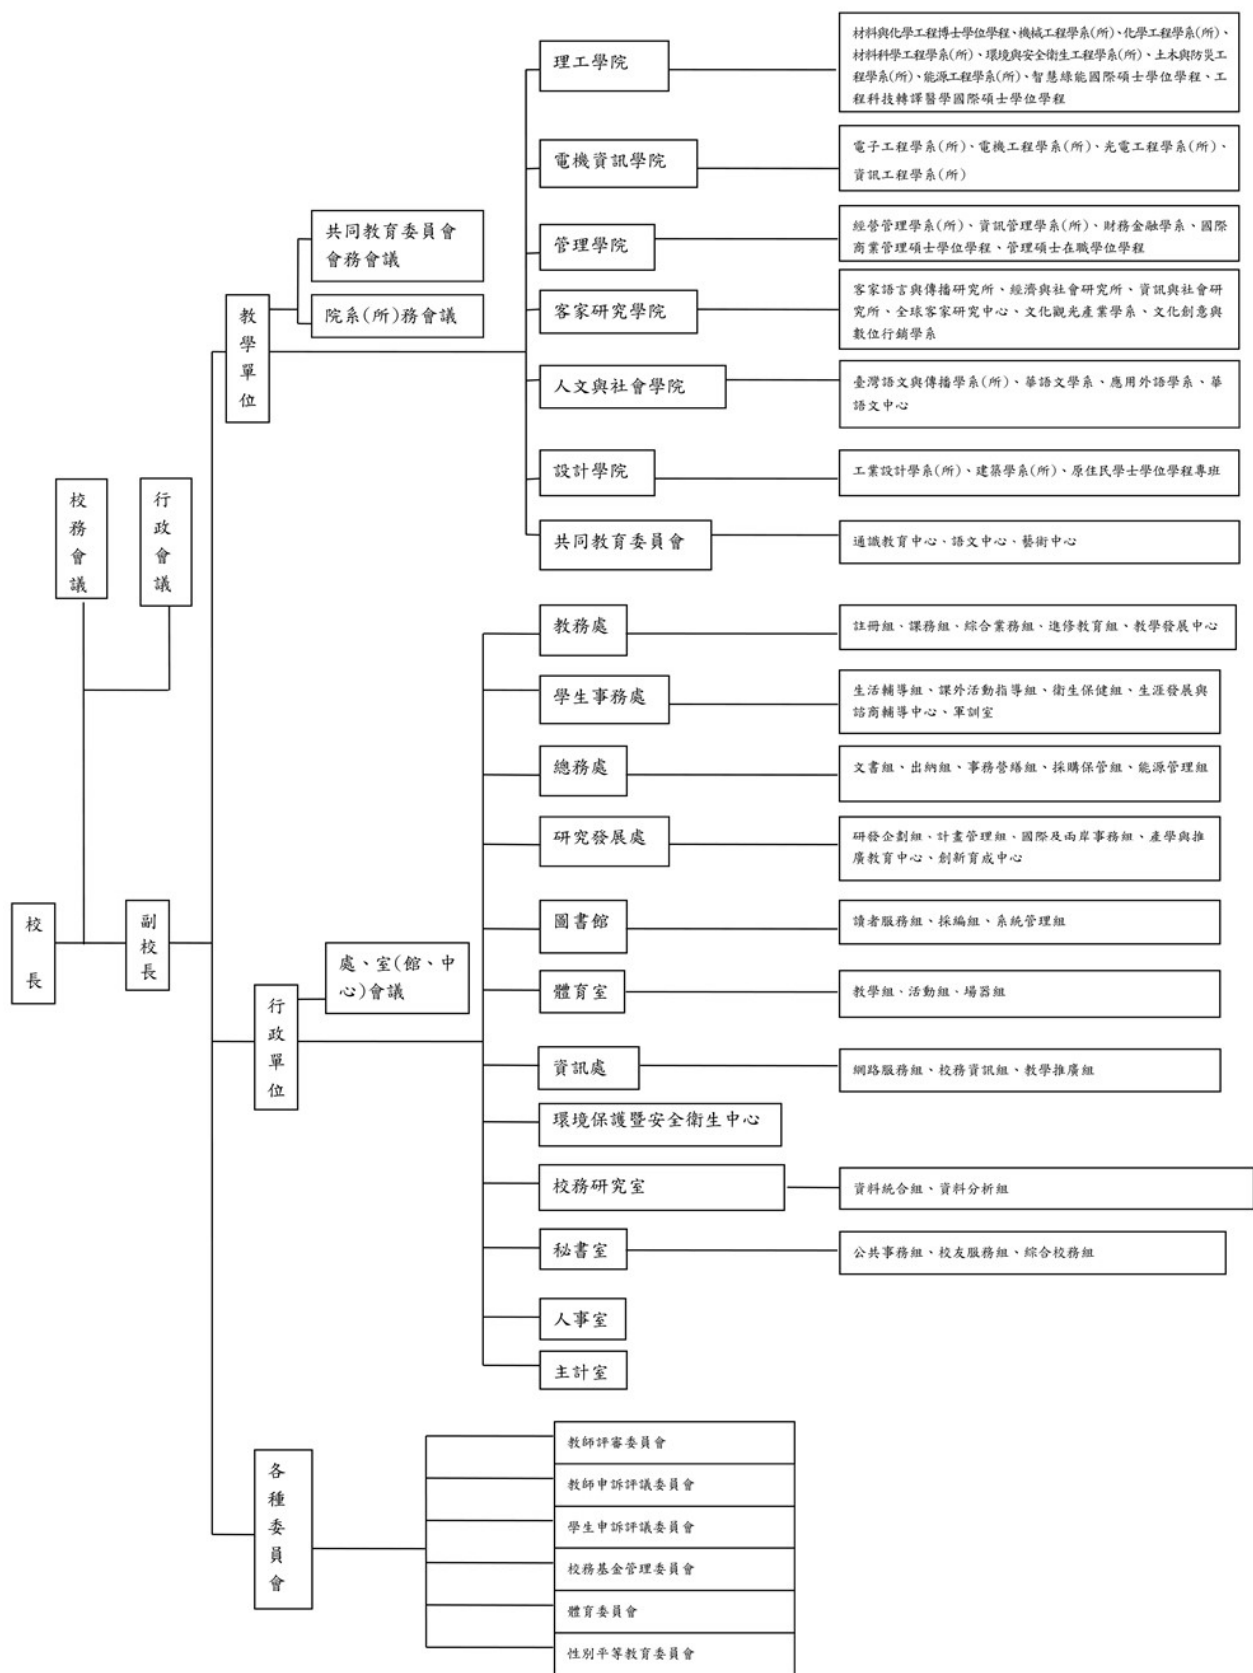 校長
副校長
校務會議
行政會議
教學單位
共同教育委員會
會務會議
院系(所)務會議
理工學院
材料與化學工程博士學位學程、機械工程學系(所)、化學工程學系(所)、
材料科學工程學系(所)、環境與安全衛生工程學系(所)、土木與防災工
程學系(所)、能源工程學系(所)、智慧綠能國際碩士學位學程、工
程科技轉譯醫學國際碩士學位學程
電機資訊學院
電子工程學系(所)、電機工程學系(所)、光電工程學系(所)、
資訊工程學系(所)
管理學院
經營管理學系(所)、資訊管理學系(所)、財務金融學系、國際
商業管理碩士學位學程、管理碩士在職學位學程
客家研究學院
客家語言與傳播研究所、經濟與社會研究所、資訊與社會研
究所、全球客家研究中心、文化觀光產業學系、文化創意與
數位行銷學系
人文與社會學院
臺灣語文與傳播學系(所)、華語文學系、應用外語學系、華
語文中心
設計學院
工業設計學系(所)、建築學系(所)、原住民學士學位學程專班
共同教育委員會
通識教育中心、語文中心、藝術中心
行政單位
處、室(館、中
心)會議
教務處
註冊組、課務組、綜合業務組、進修教育組、教學發展中心
學生事務處
生活輔導組、課外活動指導組、衛生保健組、生涯發展與
諮商輔導中心、軍訓室
總務處
文書組、出納組、事務營繕組、採購保管組、能源管理組
研究發展處
研發企劃組、計畫管理組、國際及兩岸事務組、產學與推
廣教育中心、創新育成中心
圖書館
讀者服務組、採編組、系統管理組
體育室
教學組、活動組、場器組
資訊處
網路服務組、校務資訊組、教學推廣組
環境保護暨安全衛生中心
校務研究室
資料統合組、資料分析組
秘書室
公共事務組、校友服務組、綜合校務組
人事室
主計室
各種委員會
教師評審委員會
教師申訴評議委員會
學生申訴評議委員會
校務基金管理委員會
體育委員會
性別平等教育委員會